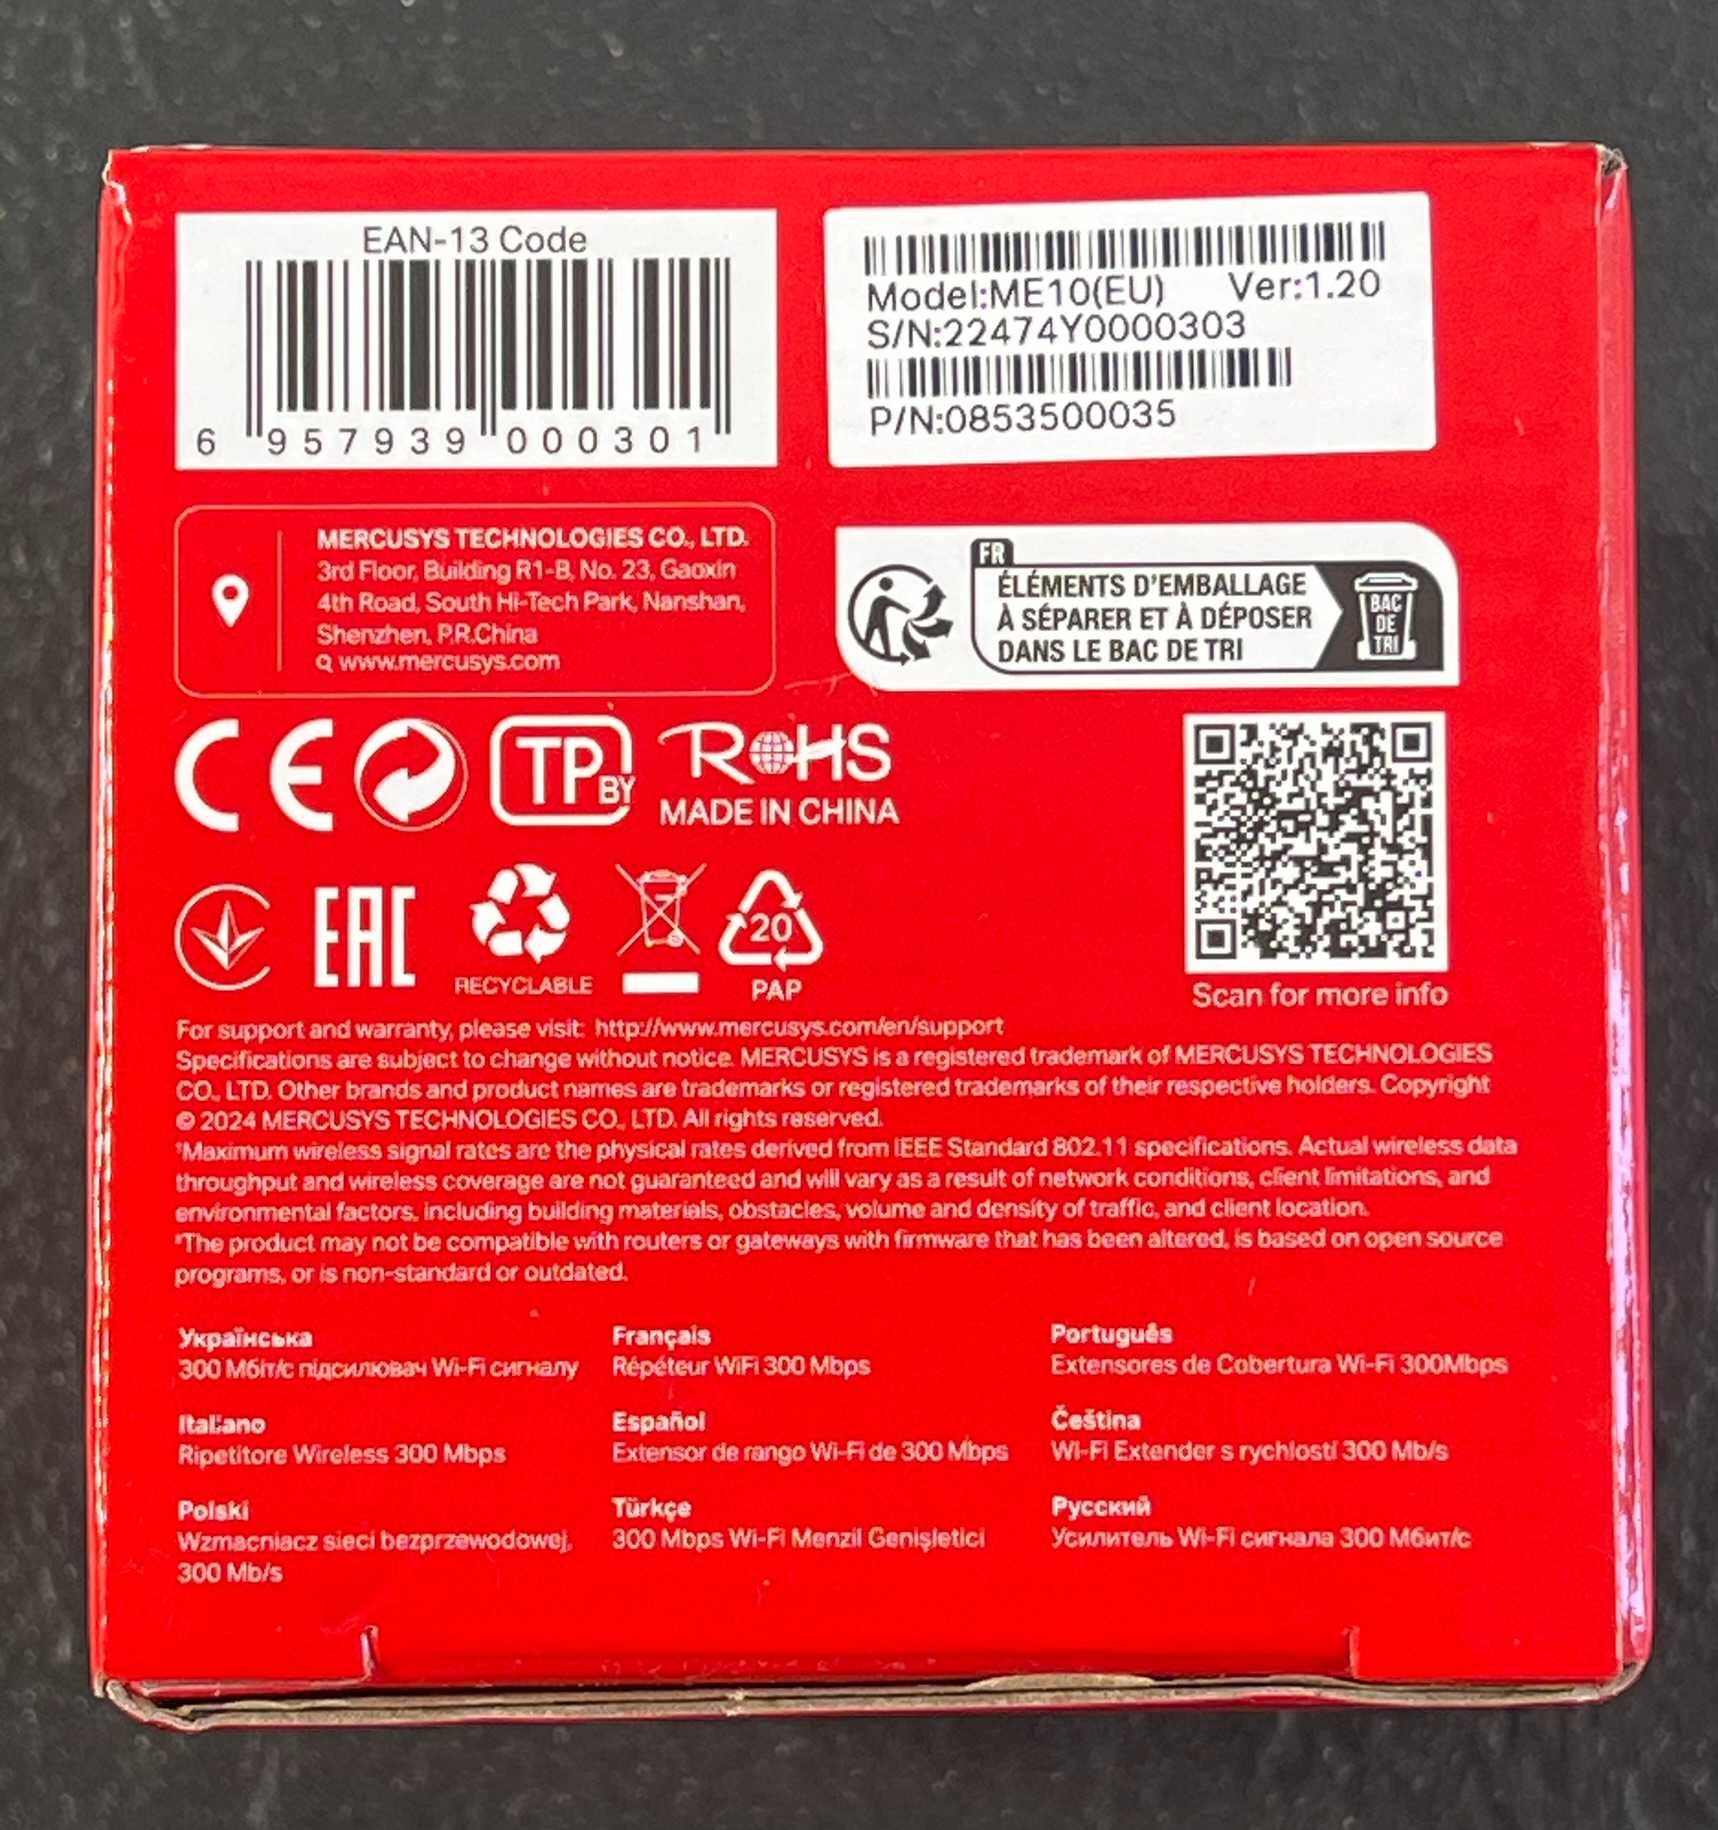 EAN-13 Code
6 957939 000301
Model:ME10(EU) Ver:1.20
S/N:22474Y0000303
P/N:0853500035
MERCUSYS TECHNOLOGIES CO., LTD.
3rd Floor, Building R1-B, No. 23, Gaoxin
4th Road, South Hi-Tech Park, Nanshan,
Shenzhen, P.R.China
www.mercusys.com
FR
ÉLÉMENTS D'EMBALLAGE
À SÉPARER ET À DÉPOSER
DANS LE BAC DE TRI
BAC
DE
TRI
CE
TP BY
RoHS
MADE IN CHINA
EAC
RECYCLABLE
20
PAP
Scan for more info
For support and warranty, please visit: http://www.mercusys.com/en/support
Specifications are subject to change without notice. MERCUSYS is a registered trademark of MERCUSYS TECHNOLOGIES
CO., LTD. Other brands and product names are trademarks or registered trademarks of their respective holders. Copyright
© 2024 MERCUSYS TECHNOLOGIES CO., LTD. All rights reserved.
Maximum wireless signal rates are the physical rates derived from IEEE Standard 802.11 specifications. Actual wireless data
throughput and wireless coverage are not guaranteed and will vary as a result of network conditions, client limitations, and
environmental factors, including building materials, obstacles, volume and density of traffic, and client location.
The product may not be compatible with routers or gateways with firmware that has been altered, is based on open source
programs, or is non-standard or outdated.
Українська
300 Мбіт/с підсилювач Wi-Fi сигналу
Français
Répéteur WiFi 300 Mbps
Português
Extensores de Cobertura Wi-Fi 300Mbps
Italiano
Ripetitore Wireless 300 Mbps
Español
Extensor de rango Wi-Fi de 300 Mbps
Čeština
Wi-Fi Extender s rychlostí 300 Mb/s
Polski
Wzmacniacz sieci bezprzewodowej,
300 Mb/s
Türkçe
300 Mbps Wi-Fi Menzil Genişletici
Русский
Усилитель Wi-Fi сигнала 300 Мбит/с